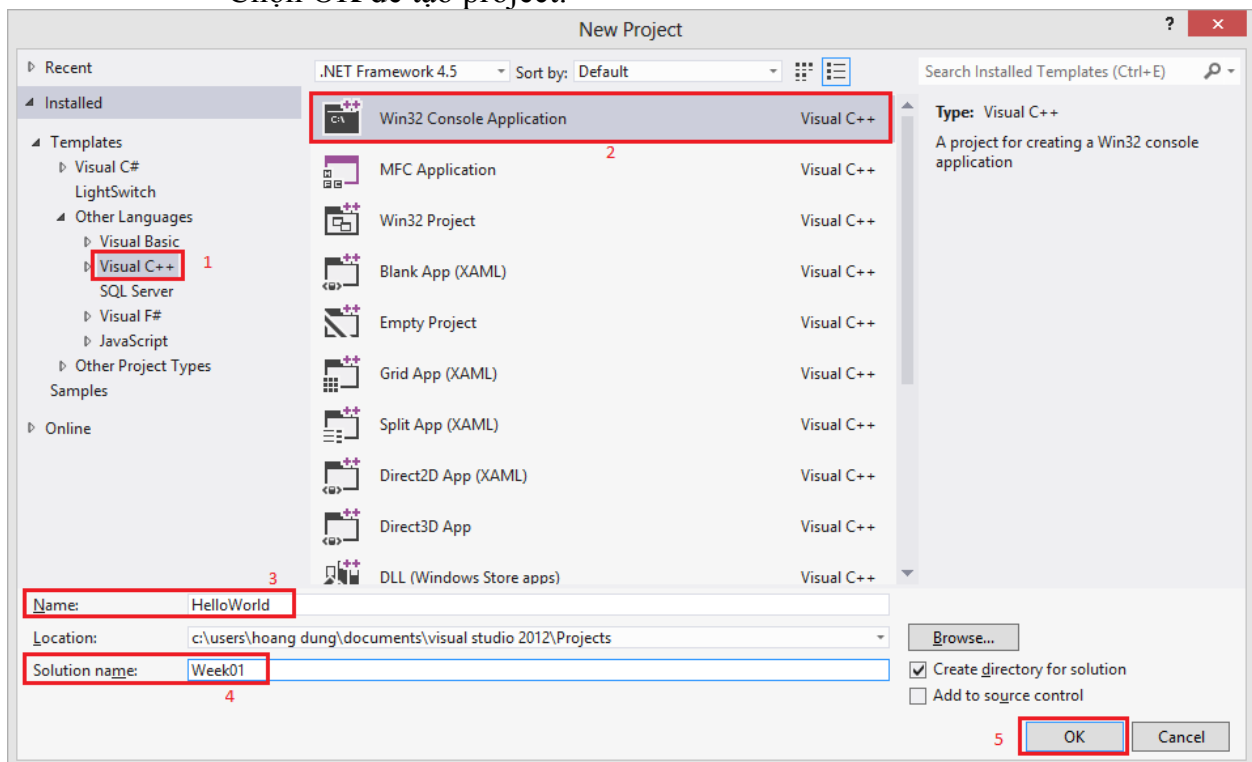 Chọn OK để tạo project.
New Project
?
Recent
.NET Framework 4.5
Sort by: Default
Search Installed Templates (Ctrl+E)
Installed
Templates
Visual C#
LightSwitch
Other Languages
Visual Basic
Visual C++ 1
SQL Server
Visual F#
JavaScript
Other Project Types
Samples
Online
Win32 Console Application Visual C++
2
MFC Application Visual C++
Win32 Project Visual C++
Blank App (XAML) Visual C++
Empty Project Visual C++
Grid App (XAML) Visual C++
Split App (XAML) Visual C++
Direct2D App (XAML) Visual C++
Direct3D App Visual C++
DLL (Windows Store apps) Visual C++
Type: Visual C++
A project for creating a Win32 console
application
3
Name: HelloWorld
Location: c:\users\hoang dung\documents\visual studio 2012\Projects
Browse...
Solution name: Week01
4
Create directory for solution
Add to source control
5 OK Cancel